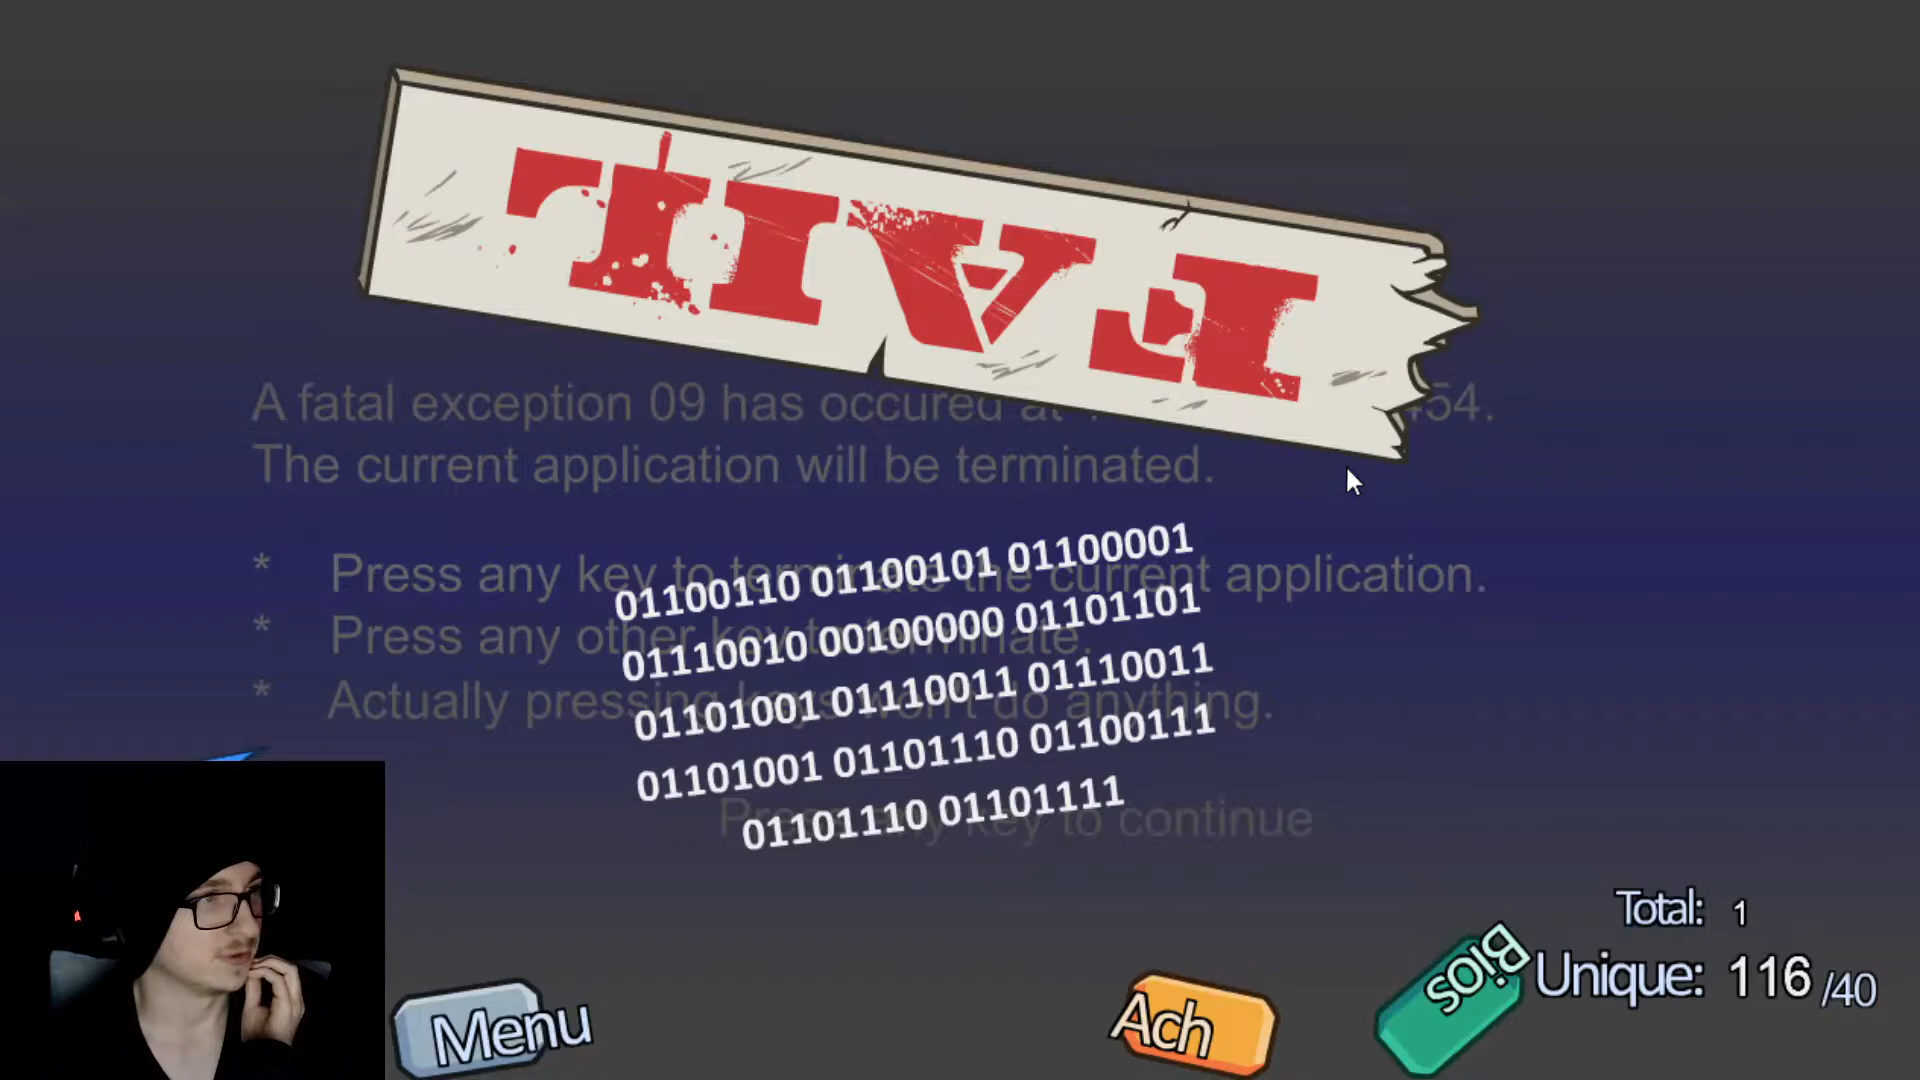 FAIL
A fatal exception 09 has occured at
454.
The current application will be terminated.
* Press any key to terminate the current application.
* Press any other key to terminate.
* Actually pressing keys won't do anything.
01100110 01100101 01100001
01110010 00100000 01101101
01101001 01110011 01110011
01101001 01101110 01100111
01101110 01101111
Press any key to continue
Total: 1
Unique: 116 /40
Menu
Ach
BIOS